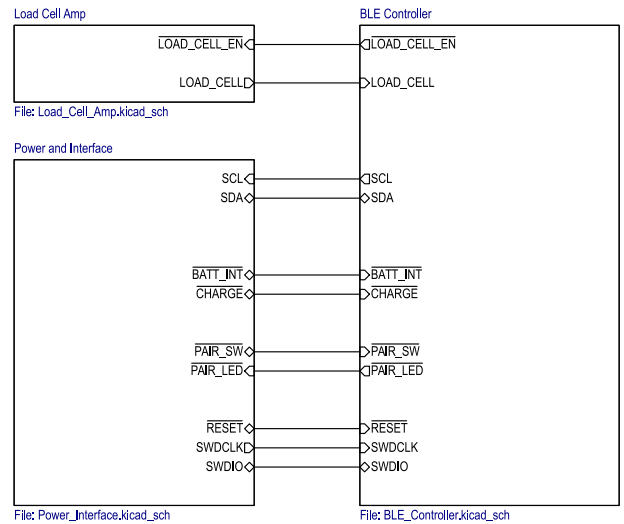 Load Cell Amp
LOAD_CELL_EN
LOAD_CELL
File: Load_Cell_Amp.kicad_sch
Power and Interface
SCL
SDA
BATT_INT
CHARGE
PAIR_SW
PAIR_LED
RESET
SWDCLK
SWDIO
File: Power_Interface.kicad_sch
BLE Controller
LOAD_CELL_EN
LOAD_CELL
SCL
SDA
BATT_INT
CHARGE
PAIR_SW
PAIR_LED
RESET
SWDCLK
SWDIO
File: BLE_Controller.kicad_sch